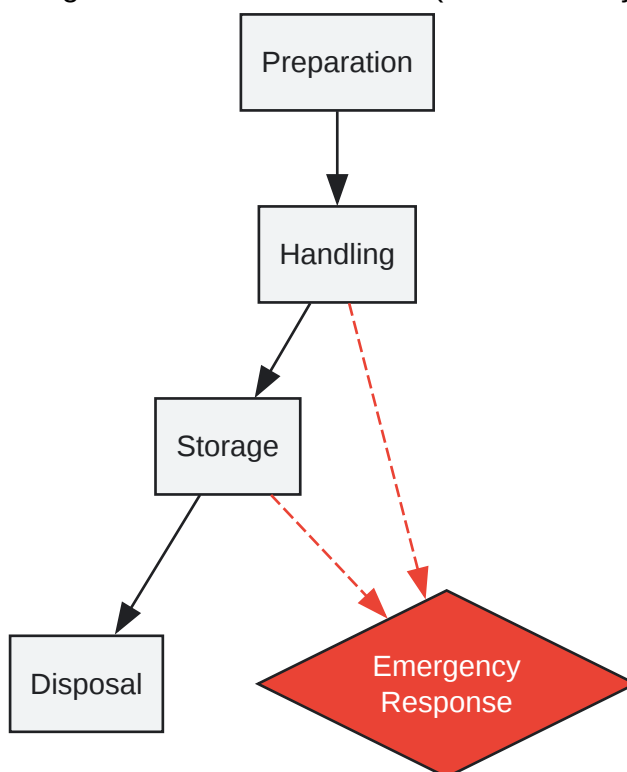 Preparation
Handling
Storage
Disposal
Emergency
Response